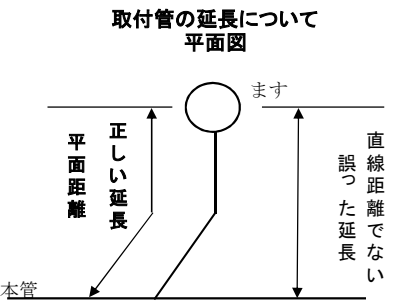 取付管の延長について
平面図
ます
正しい延長
平面距離
直線距離でない
誤った延長
本管